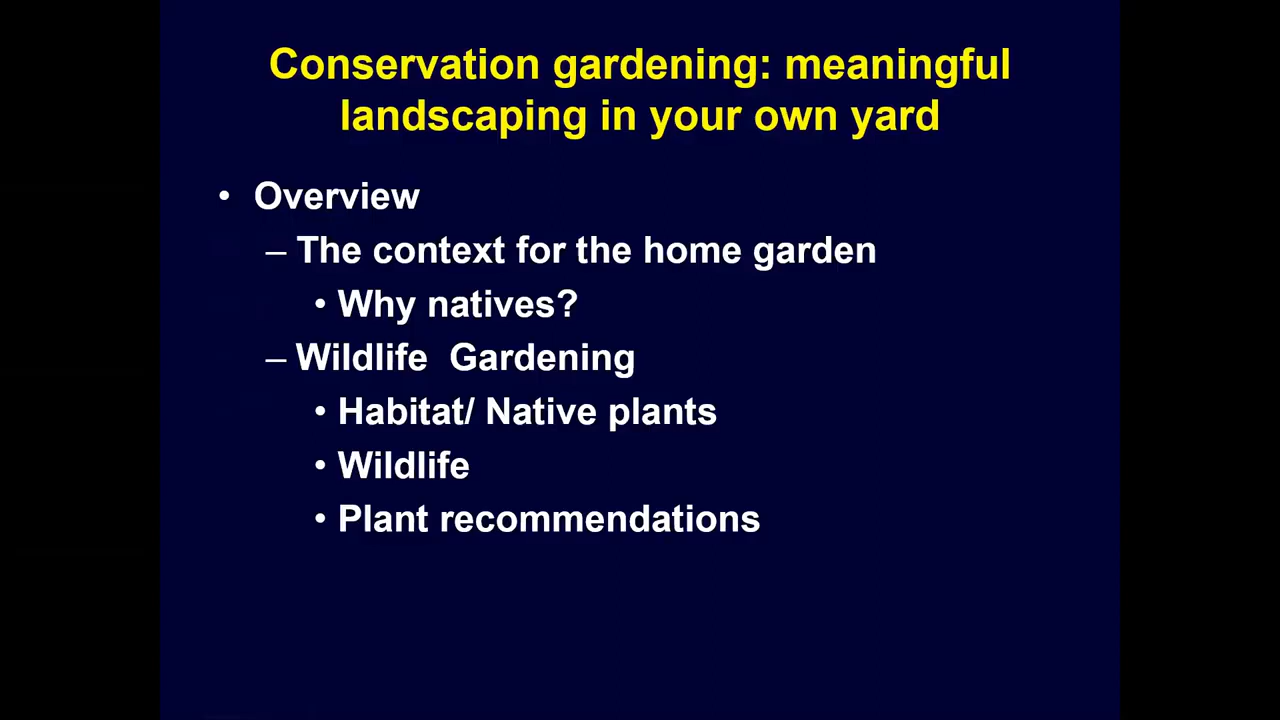 Conservation gardening: meaningful
landscaping in your own yard
• Overview
– The context for the home garden
• Why natives?
– Wildlife  Gardening
• Habitat/ Native plants
• Wildlife
• Plant recommendations